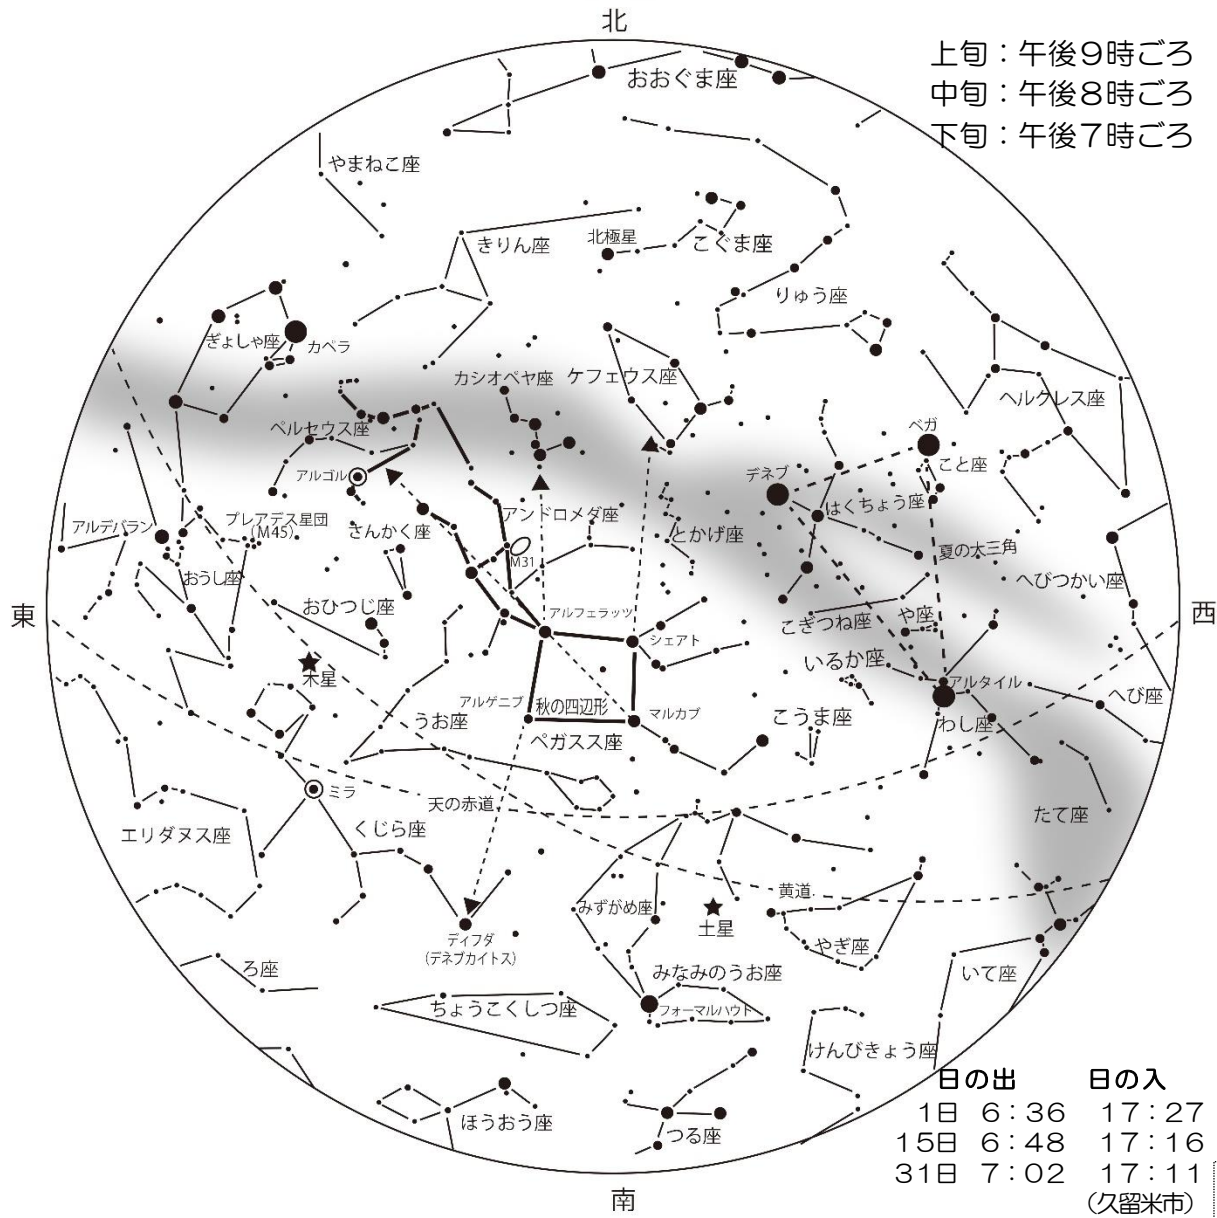 北
上旬：午後9時ごろ
中旬：午後8時ごろ
下旬：午後7時ごろ
おおぐま座
やまねこ座
きりん座
北極星
こぐま座
りゅう座
ぎょしゃ座
カペラ
カシオペヤ座
ケフェウス座
ヘルクレス座
ペルセウス座
ベガ
こと座
アルゴル
デネブ
はくちょう座
アルデバラン
プレアデス星団
（M45）
さんかく座
アンドロメダ座
とかげ座
夏の大三角
M31
おうし座
へびつかい座
東
おひつじ座
アルフェラッツ
シェアト
こぎつね座
や座
西
木星
いるか座
アルタイル
へび座
うお座
アルゲニブ
秋の四辺形
マルカブ
ペガスス座
こうま座
わし座
ミラ
天の赤道
たて座
エリダヌス座
くじら座
黄道
みずがめ座
土星
やぎ座
ディフダ
（デネブカイトス）
ろ座
みなみのうお座
いて座
ちょうこくしつ座
フォーマルハウト
けんびきょう座
ほうおう座
つる座
日の出 日の入
1日 6：36 17：27
15日 6：48 17：16
31日 7：02 17：11
（久留米市）
南